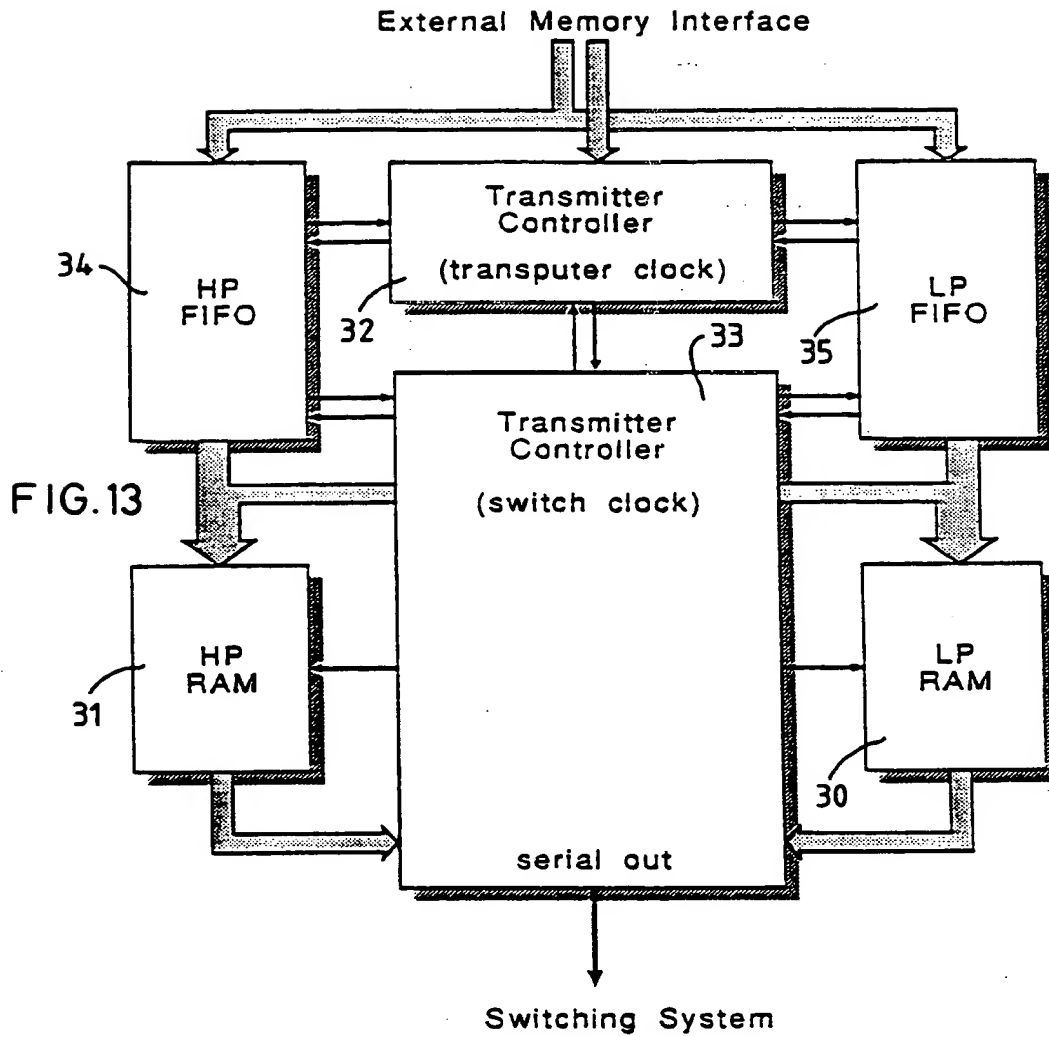 External Memory Interface
Transmitter
Controller
(transputer clock)
34
HP
FIFO
32
LP
FIFO
35
33
Transmitter
Controller
(switch clock)
FIG.13
HP
RAM
31
LP
RAM
30
serial out
Switching System